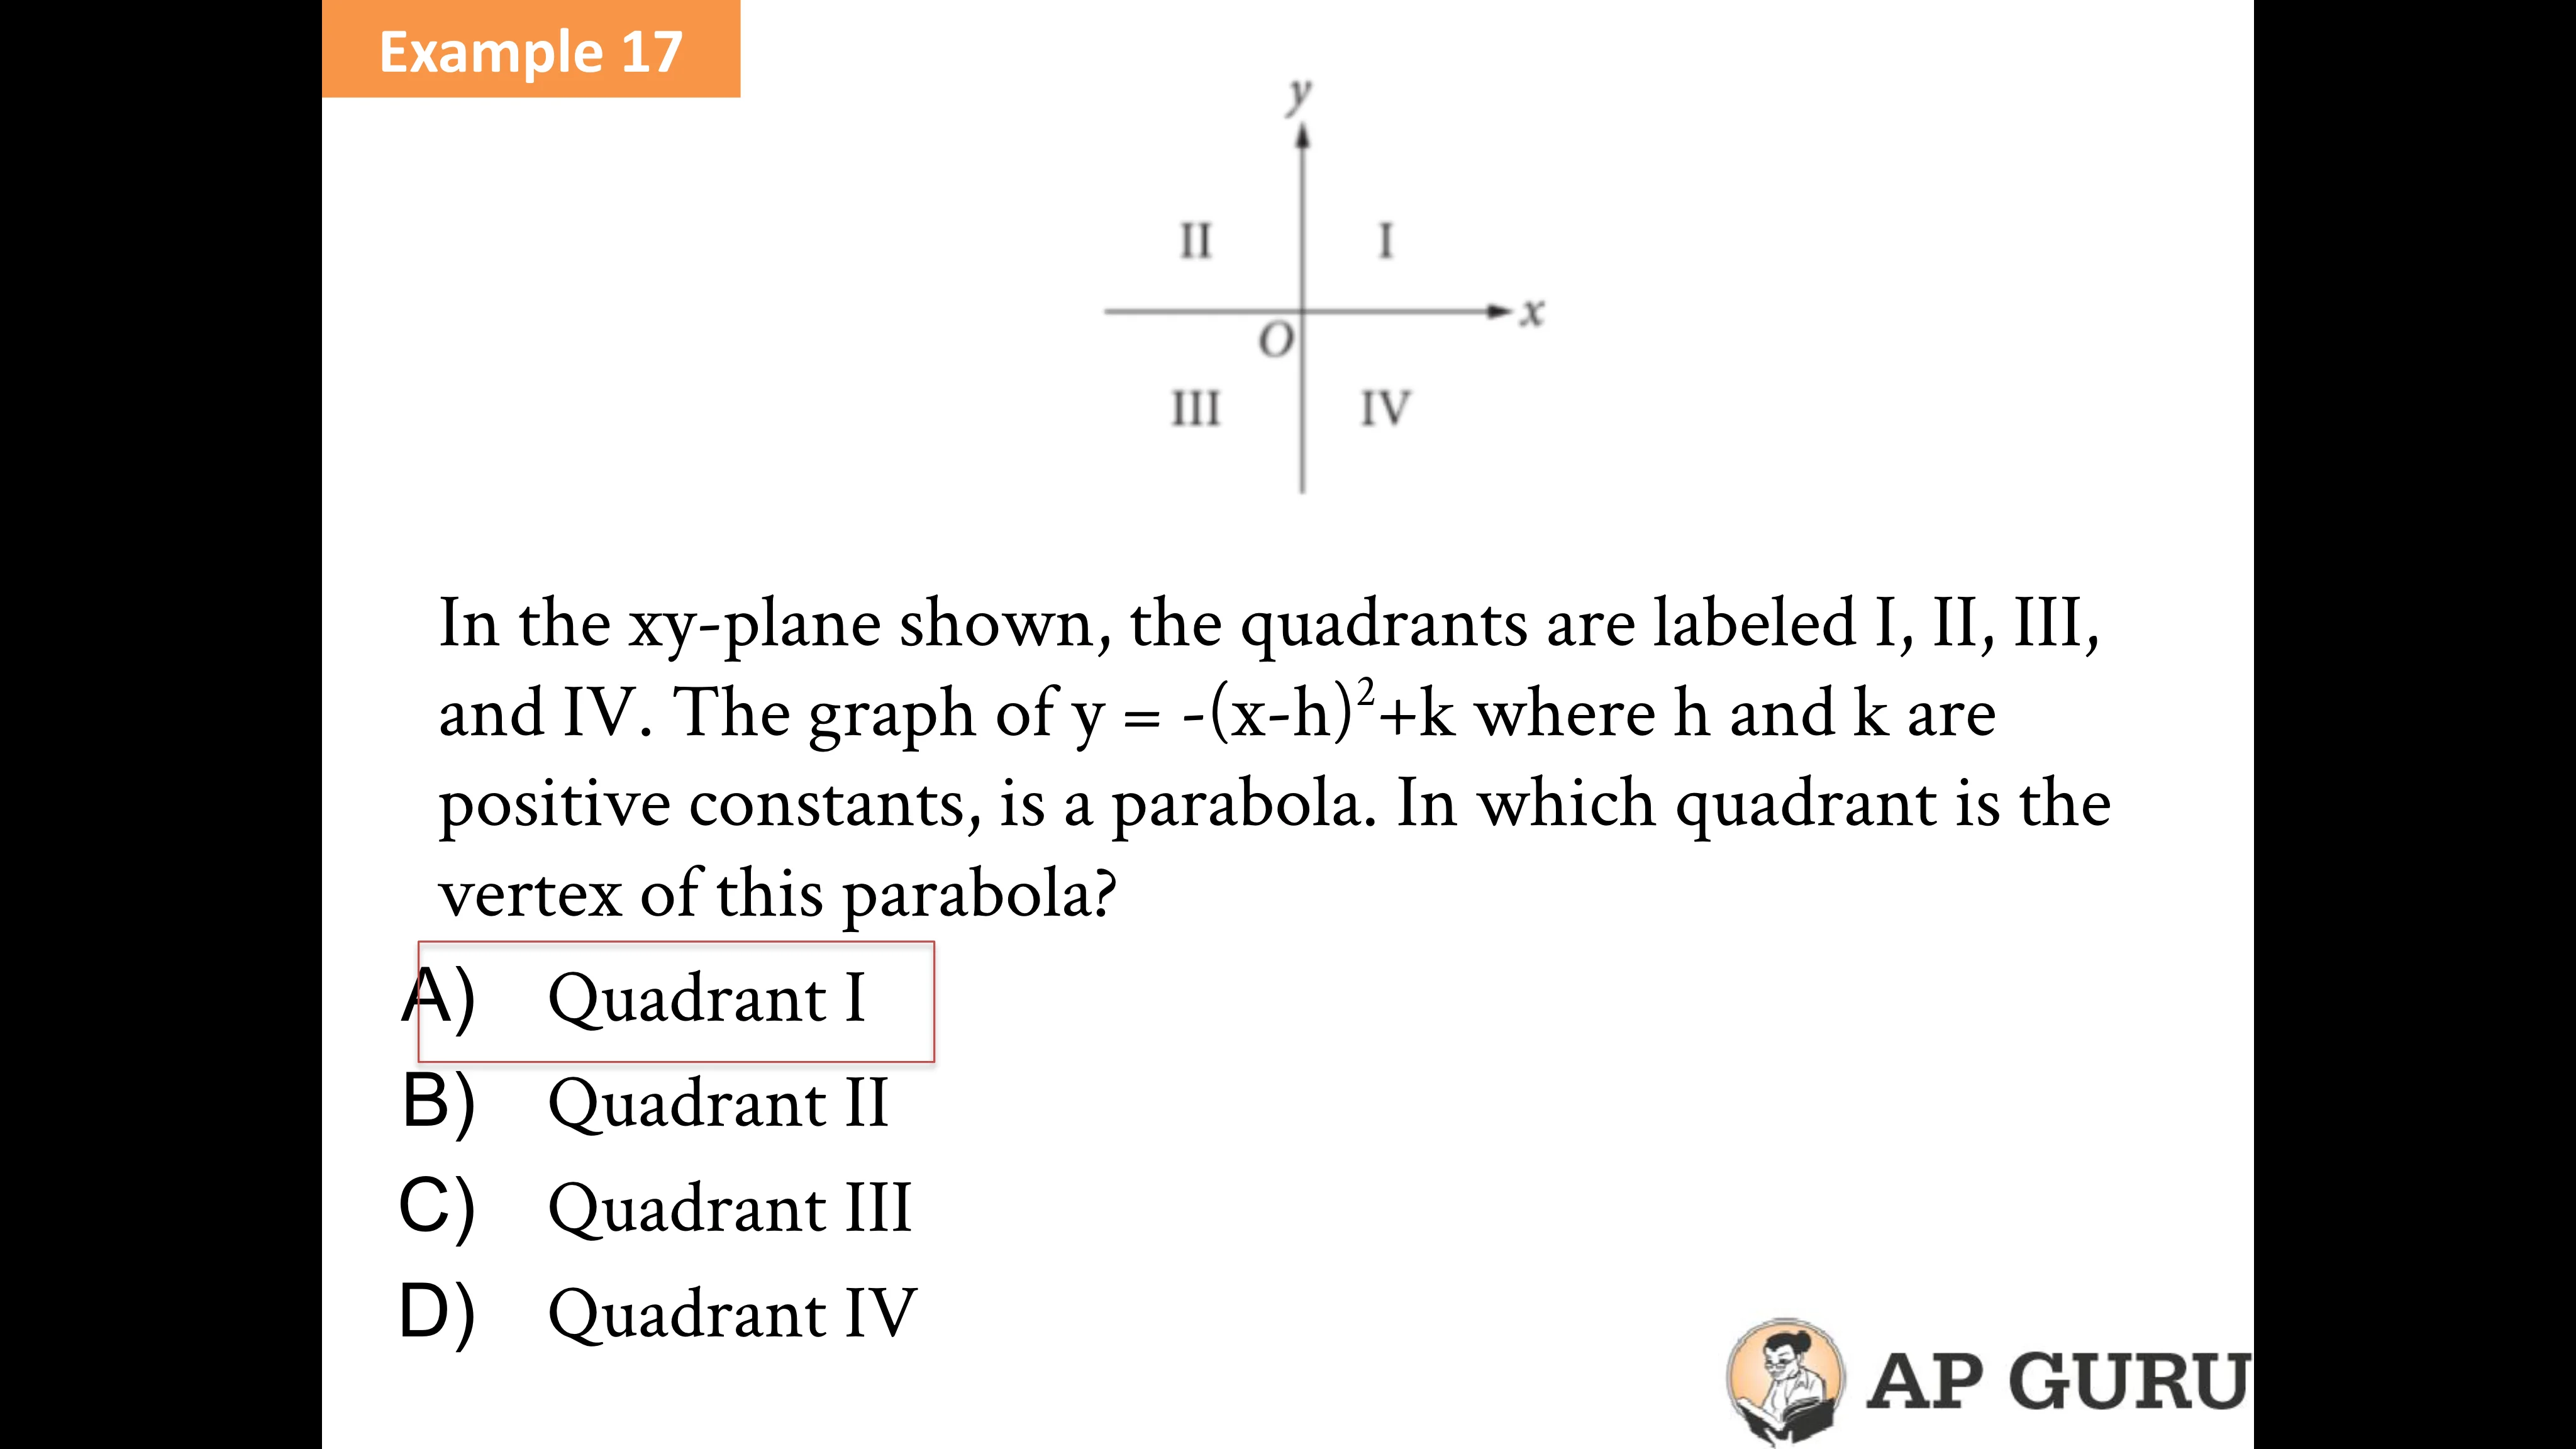 Example 17
y
II I
x
O
III IV
In the xy-plane shown, the quadrants are labeled I, II, III,
and IV. The graph of y = -(x-h)²+k where h and k are
positive constants, is a parabola. In which quadrant is the
vertex of this parabola?
A) Quadrant I
B) Quadrant II
C) Quadrant III
D) Quadrant IV
AP GURU